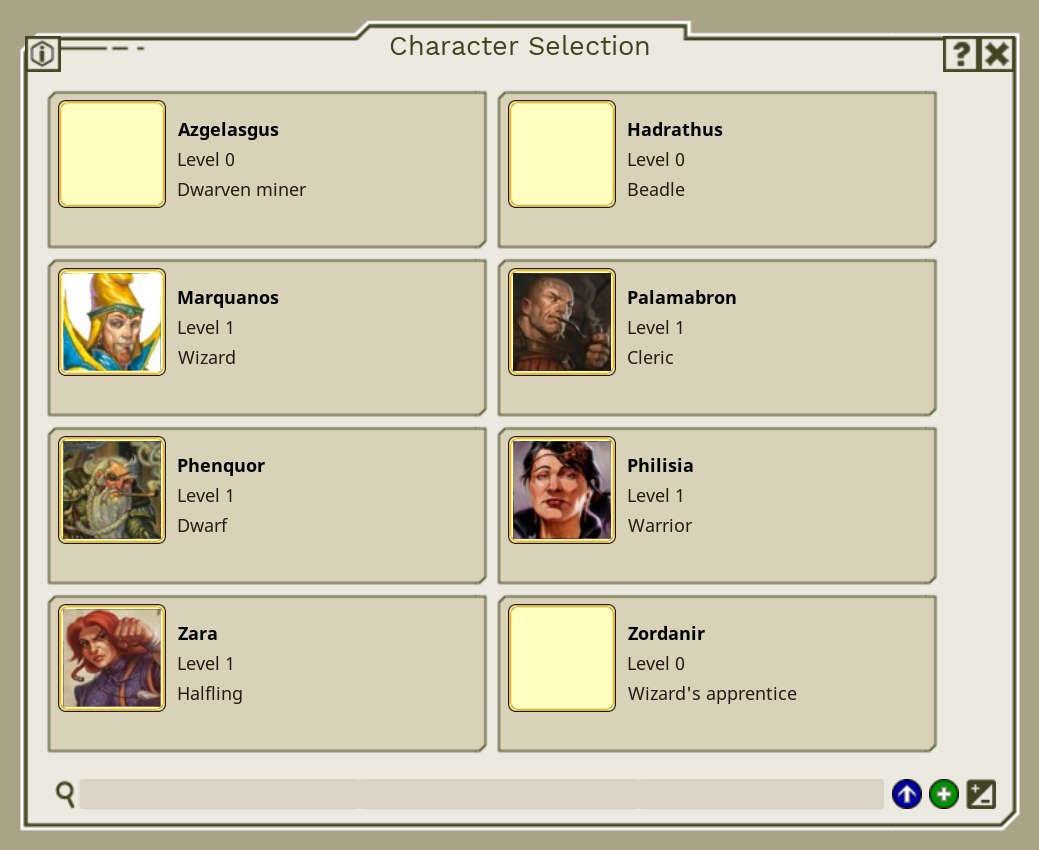 Character Selection
Azgelasgus
Level 0
Dwarven miner
Hadrathus
Level 0
Beadle
Marquanos
Level 1
Wizard
Palamabron
Level 1
Cleric
Phenquor
Level 1
Dwarf
Philisia
Level 1
Warrior
Zara
Level 1
Halfling
Zordanir
Level 0
Wizard's apprentice